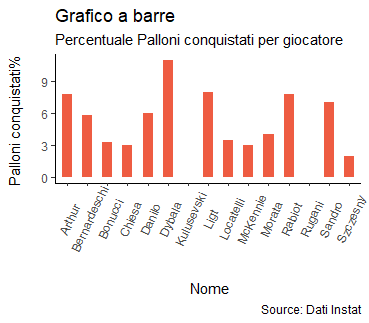 Grafico a barre
Percentuale Palloni conquistati per giocatore
Palloni conquistati%
9
6
3
0
Arthur
Bernardeschi
Bonucci
Chiesa
Danilo
Dybala
Kulusevski
Ligt
Locatelli
McKennie
Morata
Rabiot
Rugani
Sandro
Szczesny
Nome
Source: Dati Instat